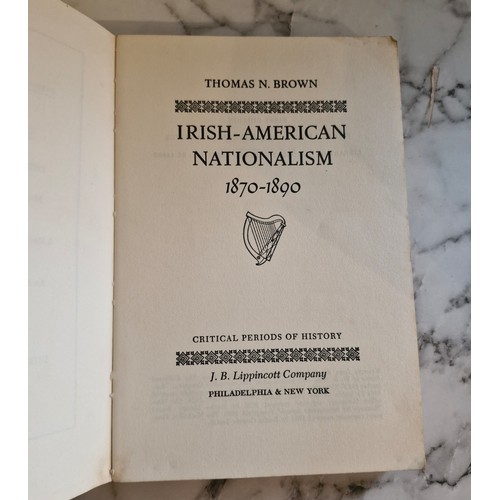 THOMAS N. BROWN
IRISH-AMERICAN
NATIONALISM
1870-1890
CRITICAL PERIODS OF HISTORY
J. B. Lippincott Company
PHILADELPHIA & NEW YORK